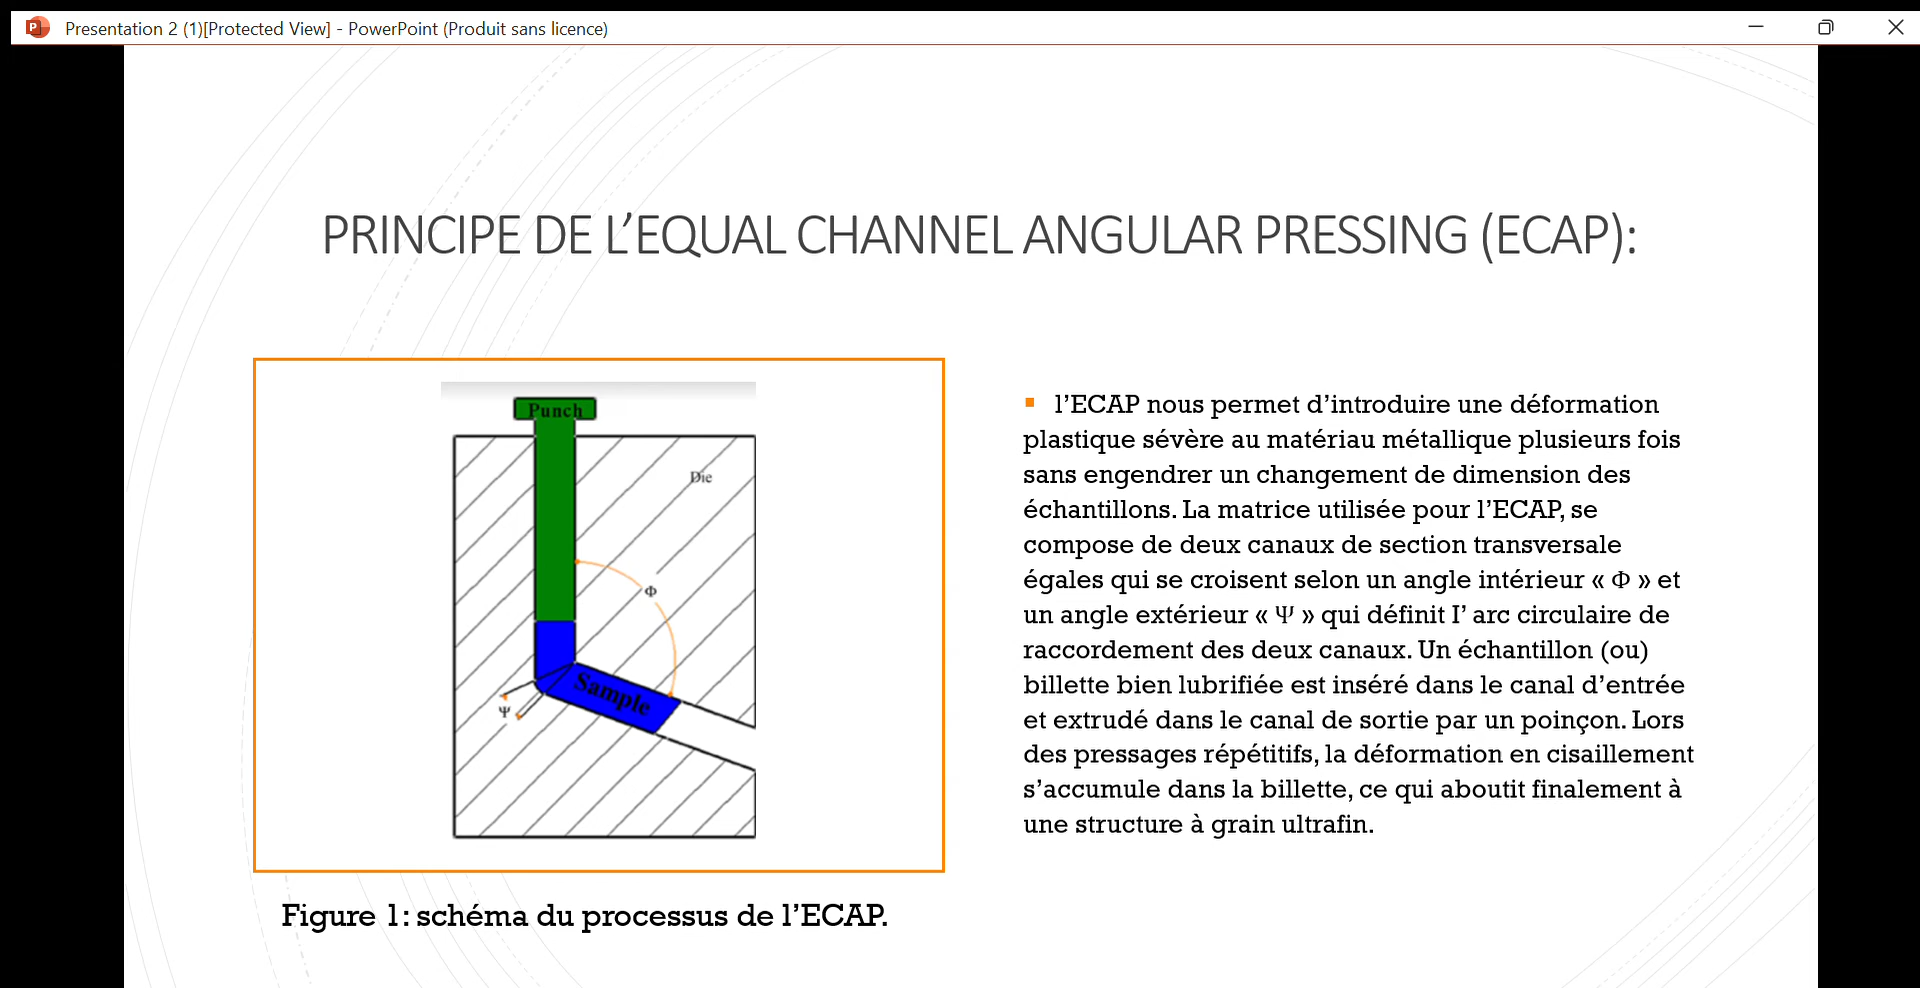 Presentation 2 (1)[Protected View] - PowerPoint (Produit sans licence)
PRINCIPE DE L’EQUAL CHANNEL ANGULAR PRESSING (ECAP):
Punch
Die
Φ
Sample
Ψ
Figure 1: schéma du processus de l’ECAP.
▪ l’ECAP nous permet d’introduire une déformation
plastique sévère au matériau métallique plusieurs fois
sans engendrer un changement de dimension des
échantillons. La matrice utilisée pour l’ECAP, se
compose de deux canaux de section transversale
égales qui se croisent selon un angle intérieur « Φ » et
un angle extérieur « Ψ » qui définit I’ arc circulaire de
raccordement des deux canaux. Un échantillon (ou)
billette bien lubrifiée est inséré dans le canal d’entrée
et extrudé dans le canal de sortie par un poinçon. Lors
des pressages répétitifs, la déformation en cisaillement
s’accumule dans la billette, ce qui aboutit finalement à
une structure à grain ultrafin.